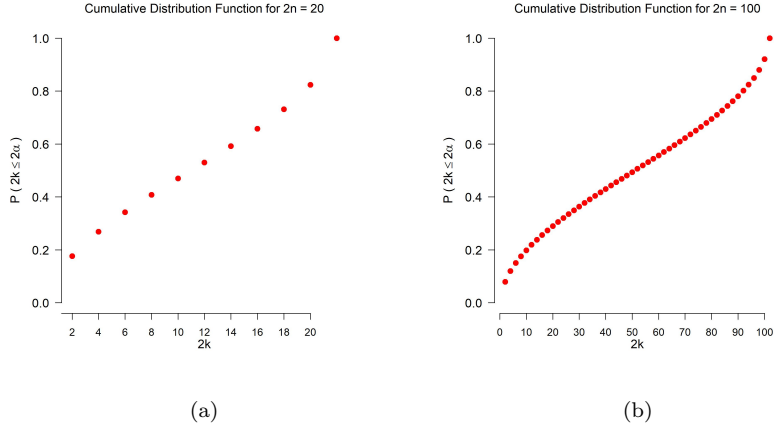 Cumulative Distribution Function for 2n = 20
1.0
0.8
0.6
0.4
0.2
0.0
P ( 2k ≤ 2α )
2 4 6 8 10 12 14 16 18 20
2k
(a)
Cumulative Distribution Function for 2n = 100
1.0
0.8
0.6
0.4
0.2
0.0
P ( 2k ≤ 2α )
0 10 20 30 40 50 60 70 80 90 100
2k
(b)